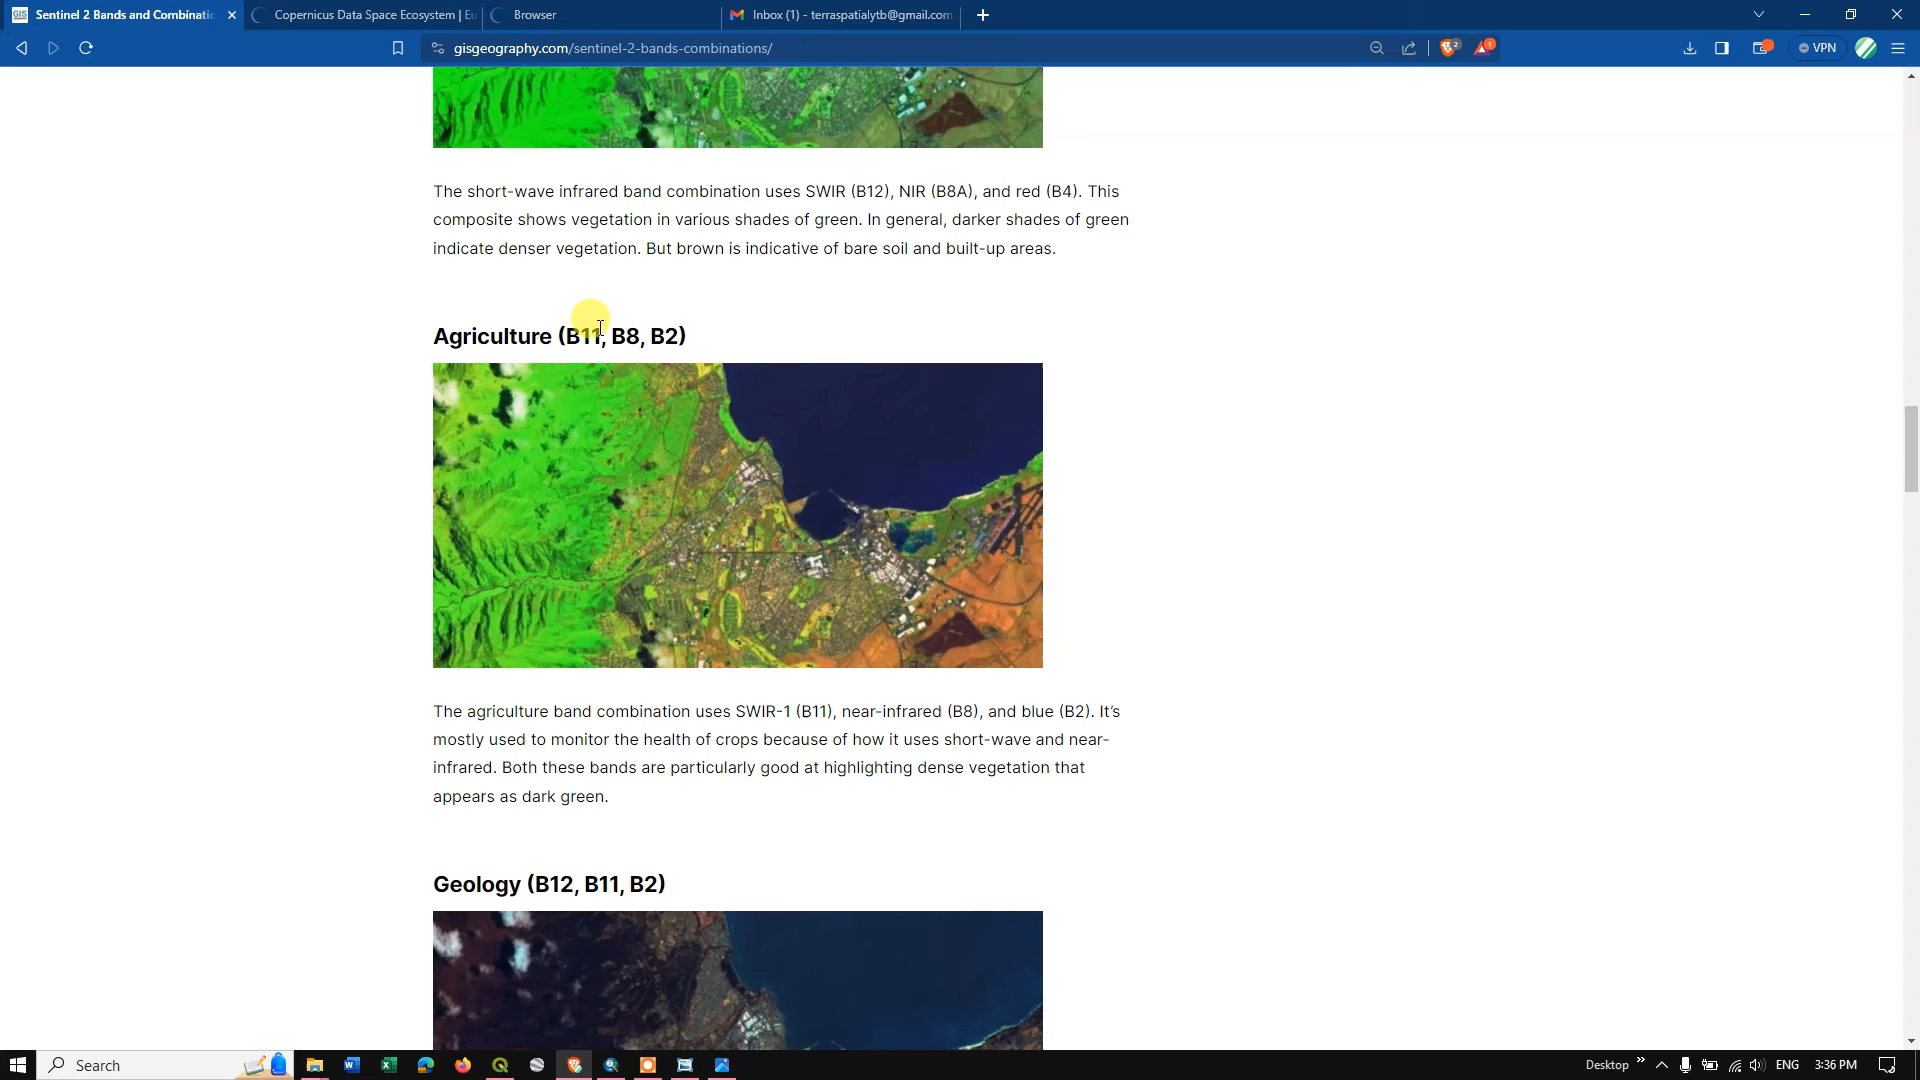 Sentinel 2 Bands and Combinatic
Copernicus Data Space Ecosystem | Eu
Browser
Inbox (1) - terraspatialytb@gmail.com
gisgeography.com/sentinel-2-bands-combinations/
2
1
VPN
The short-wave infrared band combination uses SWIR (B12), NIR (B8A), and red (B4). This
composite shows vegetation in various shades of green. In general, darker shades of green
indicate denser vegetation. But brown is indicative of bare soil and built-up areas.
Agriculture (B11, B8, B2)
The agriculture band combination uses SWIR-1 (B11), near-infrared (B8), and blue (B2). It’s
mostly used to monitor the health of crops because of how it uses short-wave and near-
infrared. Both these bands are particularly good at highlighting dense vegetation that
appears as dark green.
Geology (B12, B11, B2)
Search
Desktop
ENG
3:36 PM